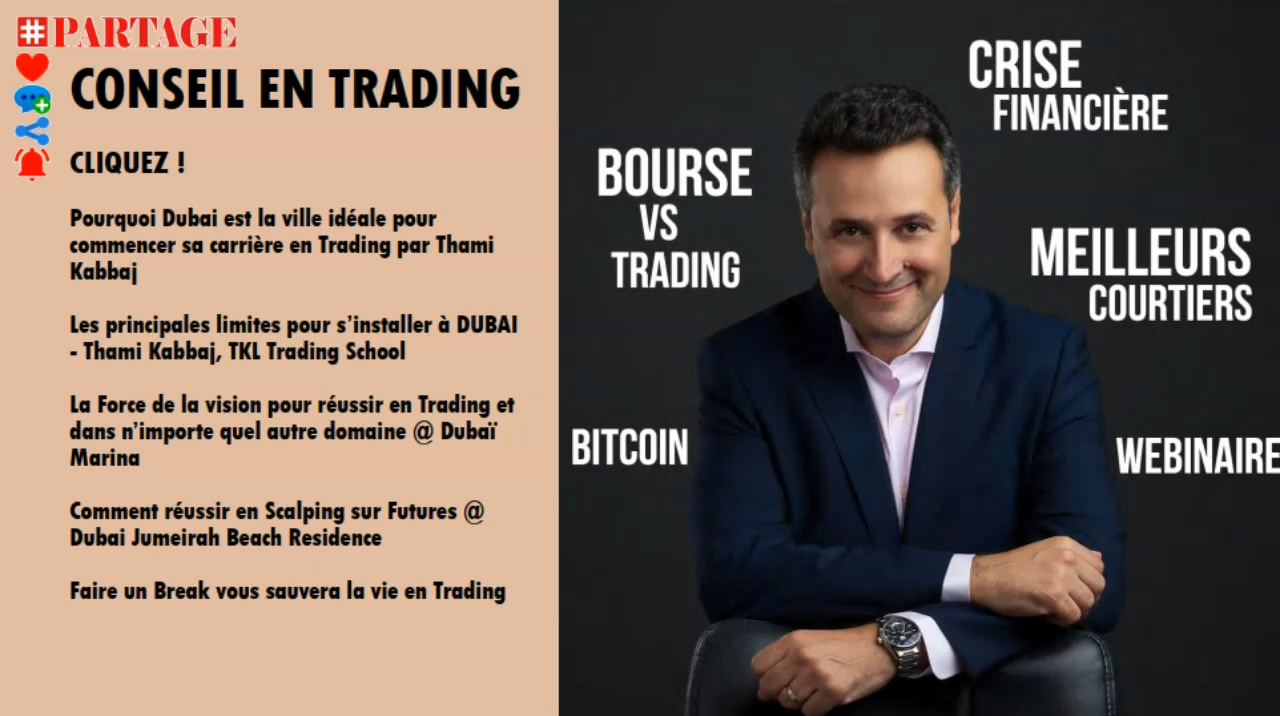 #PARTAGE
CONSEIL EN TRADING
CLIQUEZ !
Pourquoi Dubai est la ville idéale pour
commencer sa carrière en Trading par Thami
Kabbaj
Les principales limites pour s’installer à DUBAI
- Thami Kabbaj, TKL Trading School
La Force de la vision pour réussir en Trading et
dans n’importe quel autre domaine @ Dubaï
Marina
Comment réussir en Scalping sur Futures @
Dubai Jumeirah Beach Residence
Faire un Break vous sauvera la vie en Trading
CRISE
FINANCIÈRE
BOURSE
VS
TRADING
MEILLEURS
COURTIERS
BITCOIN
WEBINAIRE